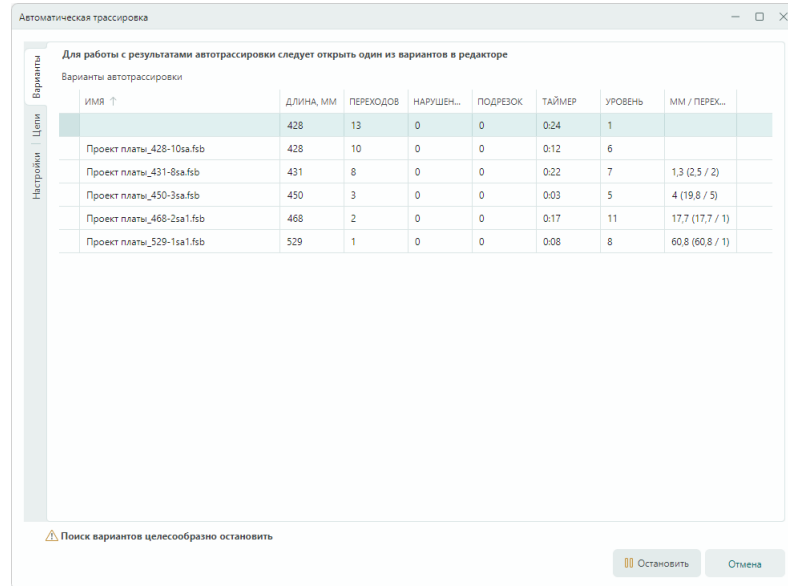 Автоматическая трассировка
Варианты
Цепи
Настройки
Для работы с результатами автотрассировки следует открыть один из вариантов в редакторе
Варианты автотрассировки
ИМЯ ↑ ДЛИНА, ММ ПЕРЕХОДОВ НАРУШЕН... ПОДРЕЗОК ТАЙМЕР УРОВЕНЬ ММ / ПЕРЕХ...
428 13 0 0 0:24 1
Проект платы_428-10sa.fsb 428 10 0 0 0:12 6
Проект платы_431-8sa.fsb 431 8 0 0 0:22 7 1,3 (2,5 / 2)
Проект платы_450-3sa.fsb 450 3 0 0 0:03 5 4 (19,8 / 5)
Проект платы_468-2sa1.fsb 468 2 0 0 0:17 11 17,7 (17,7 / 1)
Проект платы_529-1sa1.fsb 529 1 0 0 0:08 8 60,8 (60,8 / 1)
Поиск вариантов целесообразно остановить
Остановить Отмена